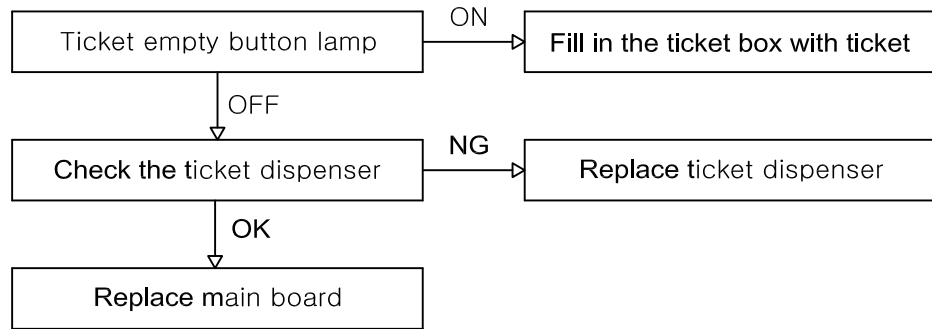 Ticket empty button lamp
ON
Fill in the ticket box with ticket
OFF
Check the ticket dispenser
NG
Replace ticket dispenser
OK
Replace main board